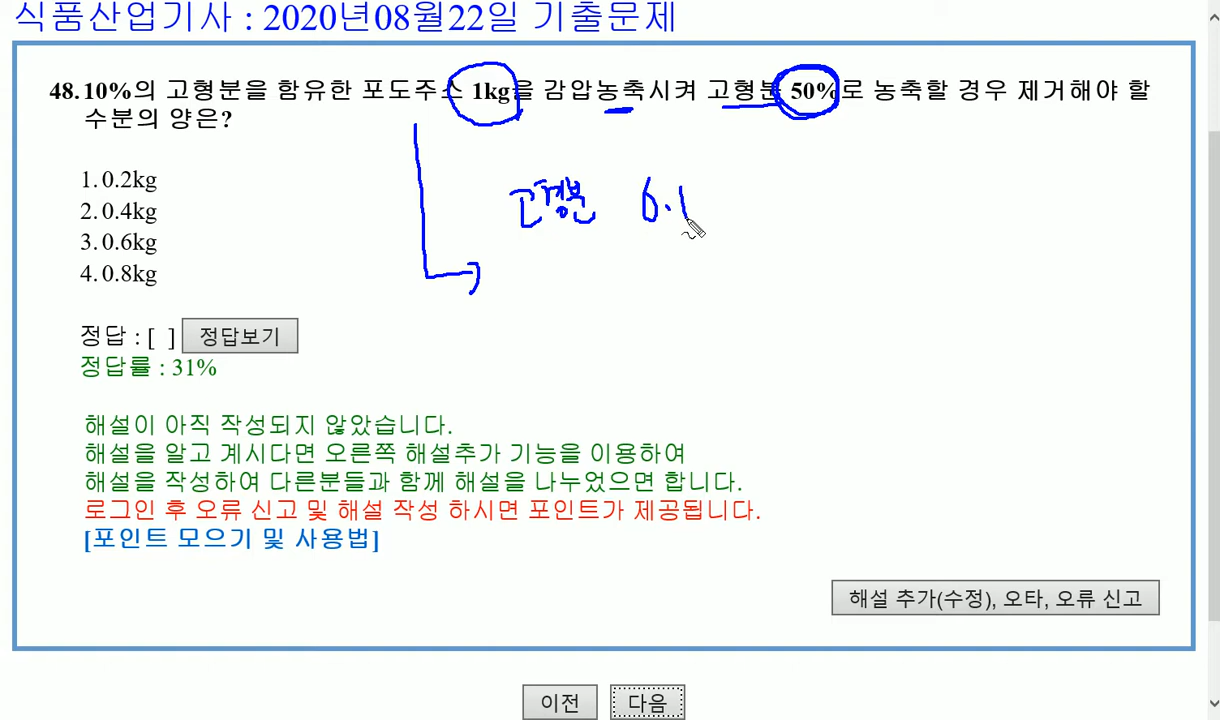 식품산업기사 : 2020년08월22일 기출문제
48. 10%의 고형분을 함유한 포도주스 1kg을 감압농축시켜 고형분 50%로 농축할 경우 제거해야 할
수분의 양은?
고형분 0.1
1. 0.2kg
2. 0.4kg
3. 0.6kg
4. 0.8kg
정답 : [ ] 정답보기
정답률 : 31%
해설이 아직 작성되지 않았습니다.
해설을 알고 계시다면 오른쪽 해설추가 기능을 이용하여
해설을 작성하여 다른분들과 함께 해설을 나누었으면 합니다.
로그인 후 오류 신고 및 해설 작성 하시면 포인트가 제공됩니다.
[포인트 모으기 및 사용법]
해설 추가(수정), 오타, 오류 신고
이전 다음